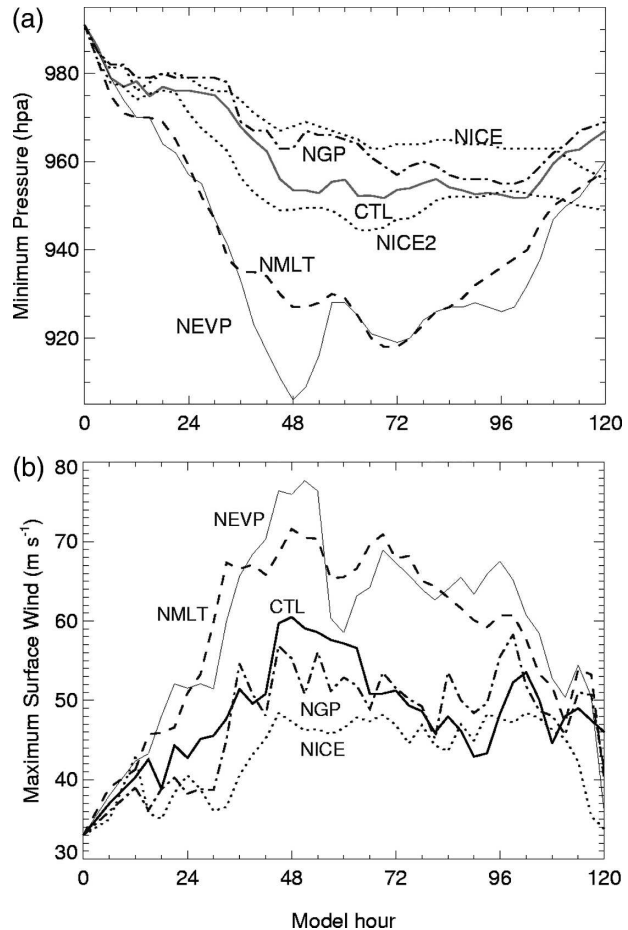 (a)
Minimum Pressure (hpa)
980
960
940
920
NICE
NGP
CTL
NICE2
NMLT
NEVP
0 24 48 72 96 120
(b)
Maximum Surface Wind (m s-1)
80
70
60
50
40
30
NEVP
NMLT
CTL
NGP
NICE
0 24 48 72 96 120
Model hour